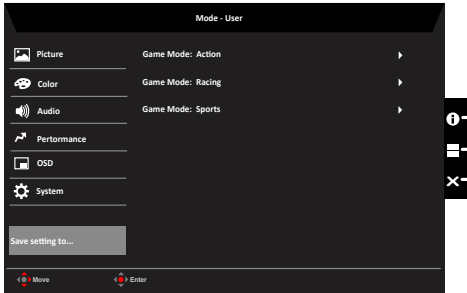 Mode - User
Picture
Game Mode: Action
Color
Game Mode: Racing
Audio
Game Mode: Sports
Pertormance
OSD
System
Save setting to...
Move
Enter